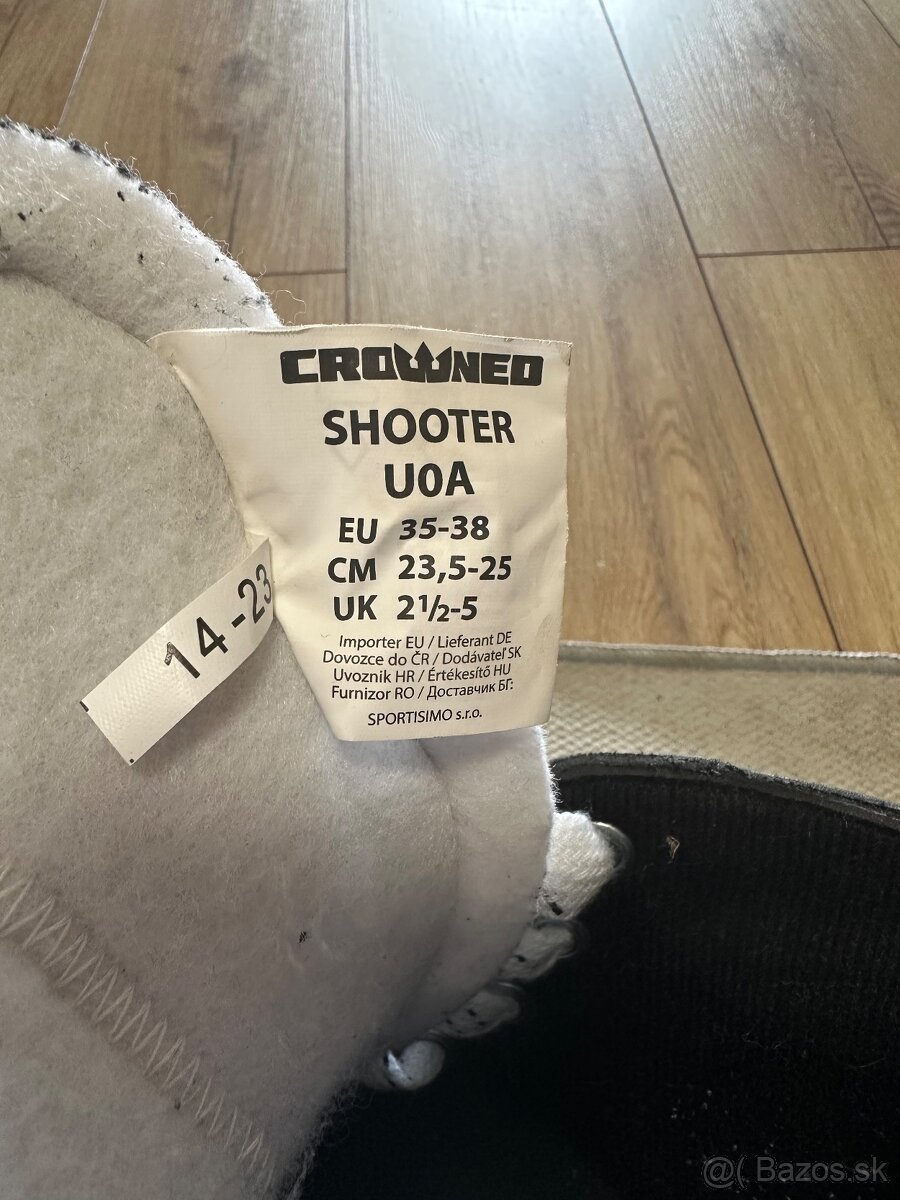 CROWNED
SHOOTER
U0A
EU 35-38
CM 23,5-25
UK 2½-5
Importer EU / Lieferant DE
Dovozce do ČR / Dodávateľ SK
Uvoznik HR / Értékesítő HU
Furnizor RO / Доставчик БГ:
SPORTISIMO s.r.o.
14-23
@( Bazos.sk